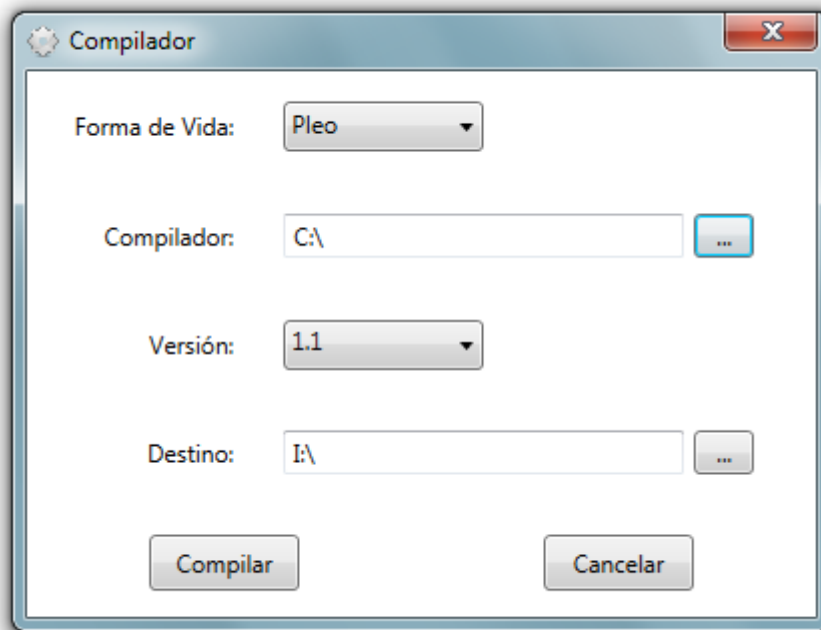 Compilador
Forma de Vida: Pleo
Compilador: C:\ ...
Versión: 1.1
Destino: I:\ ...
Compilar Cancelar